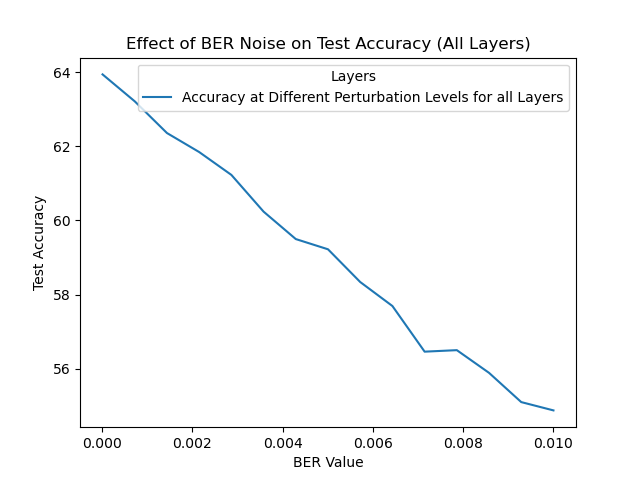 Effect of BER Noise on Test Accuracy (All Layers)
Layers
Accuracy at Different Perturbation Levels for all Layers
Test Accuracy
64
62
60
58
56
0.000 0.002 0.004 0.006 0.008 0.010
BER Value